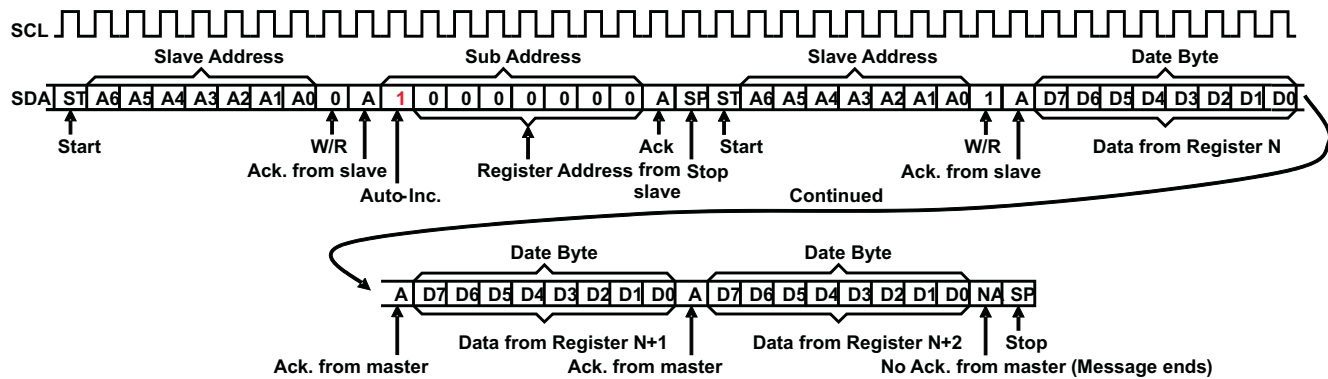 SCL
Slave Address Sub Address Slave Address Date Byte
SDA ST A6 A5 A4 A3 A2 A1 A0 0 A 1 0 0 0 0 0 0 0 A SP ST A6 A5 A4 A3 A2 A1 A0 1 A D7 D6 D5 D4 D3 D2 D1 D0
Start W/R Ack. from slave Auto-Inc. Register Address Ack from slave Stop Start W/R Ack. from slave Data from Register N
Continued
Date Byte Date Byte
A D7 D6 D5 D4 D3 D2 D1 D0 A D7 D6 D5 D4 D3 D2 D1 D0 NA SP
Data from Register N+1 Data from Register N+2 Stop
Ack. from master Ack. from master No Ack. from master (Message ends)